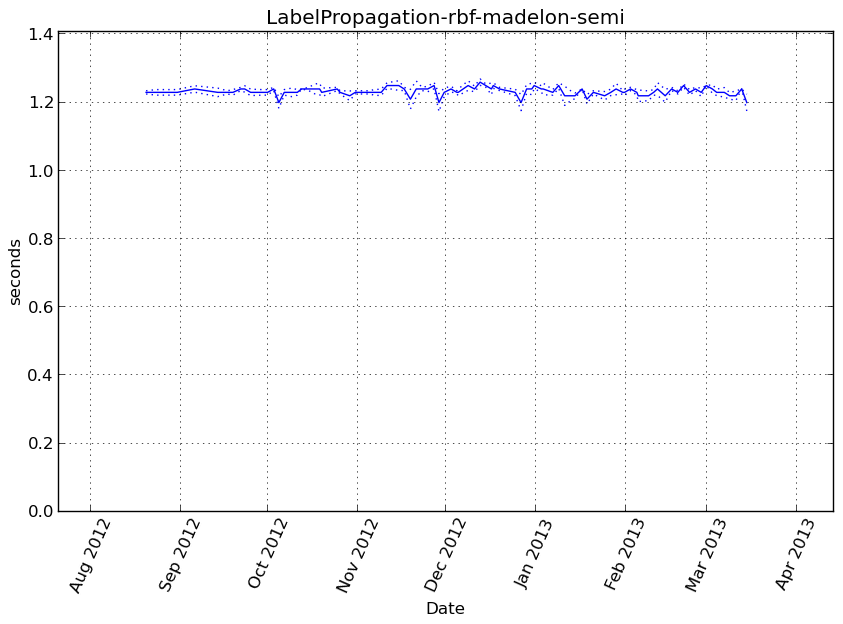 LabelPropagation-rbf-madelon-semi
1.4
1.2
1.0
0.8
0.6
0.4
0.2
0.0
seconds
Aug 2012
Sep 2012
Oct 2012
Nov 2012
Dec 2012
Jan 2013
Feb 2013
Mar 2013
Apr 2013
Date